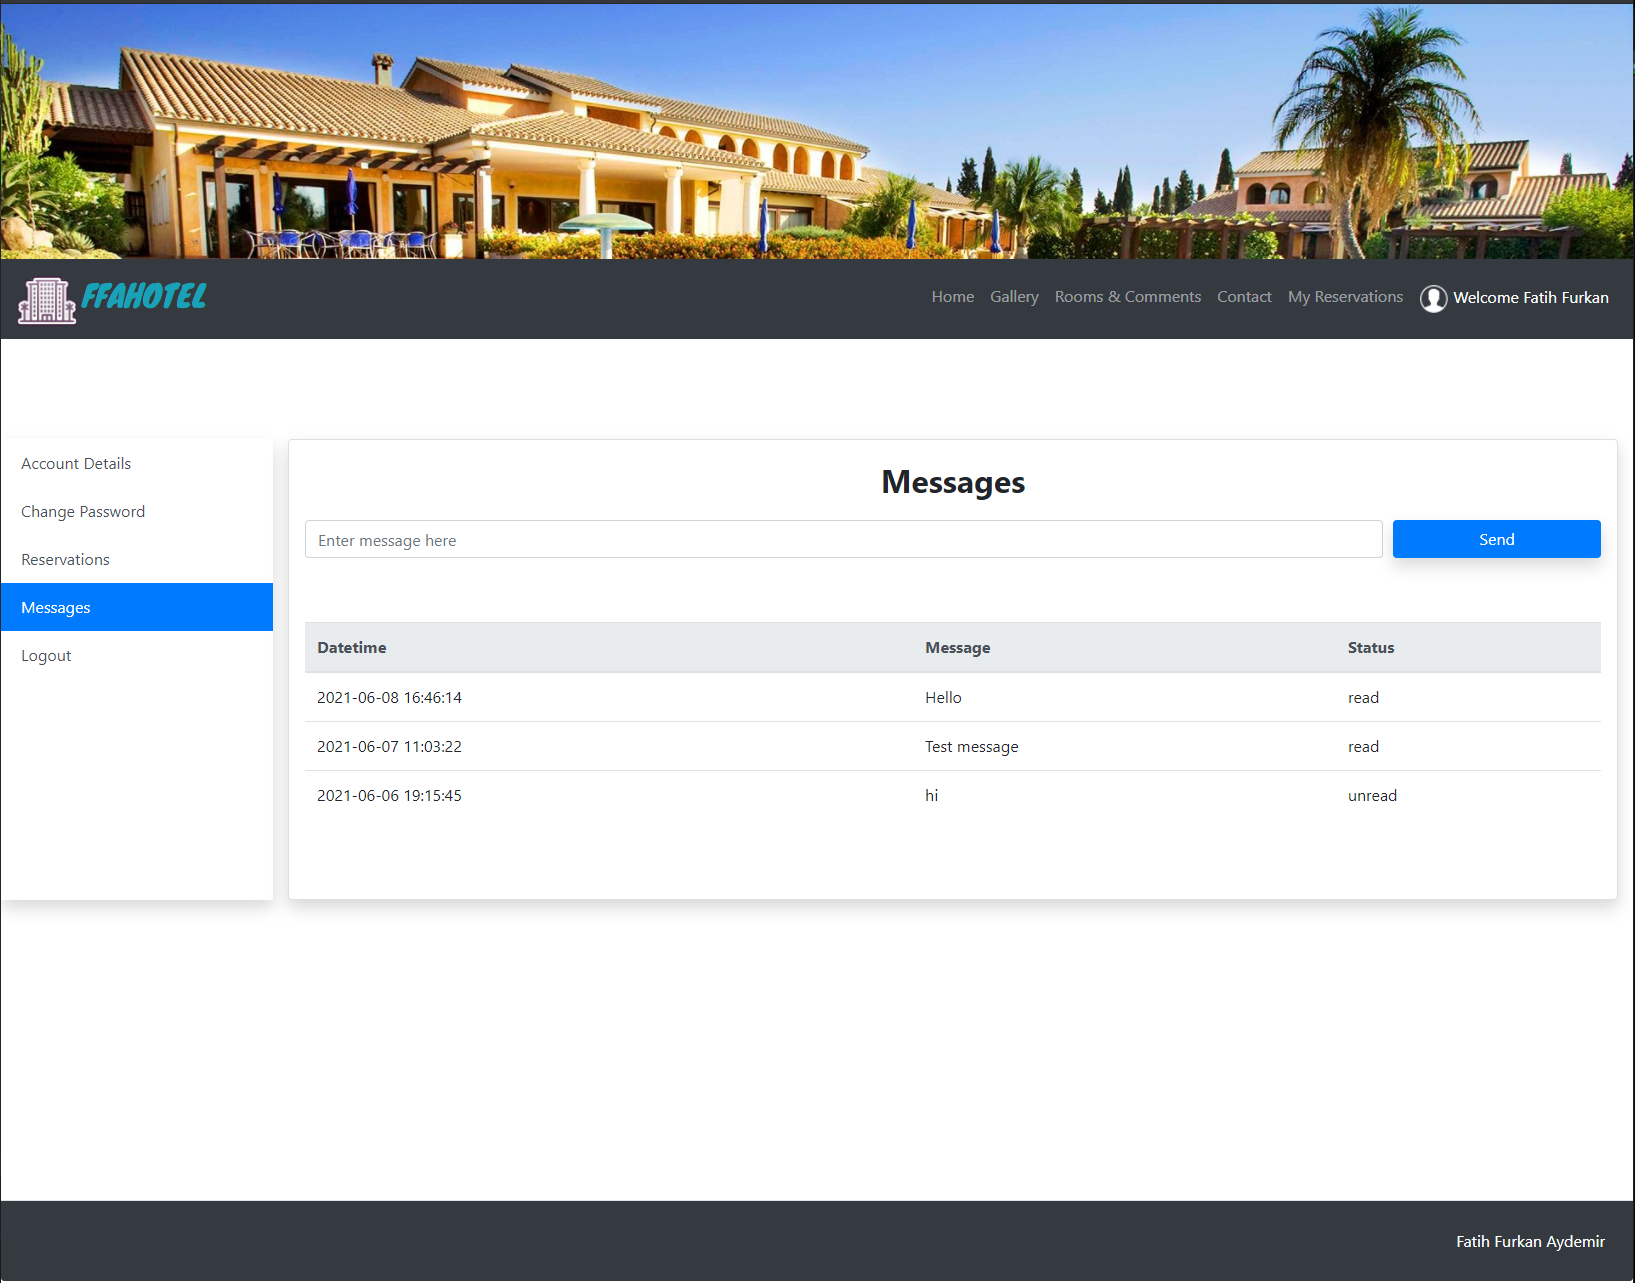 FFAHOTEL
Home Gallery Rooms & Comments Contact My Reservations Welcome Fatih Furkan
Account Details
Change Password
Reservations
Messages
Logout
Messages
Enter message here Send
Datetime Message Status
2021-06-08 16:46:14 Hello read
2021-06-07 11:03:22 Test message read
2021-06-06 19:15:45 hi unread
Fatih Furkan Aydemir